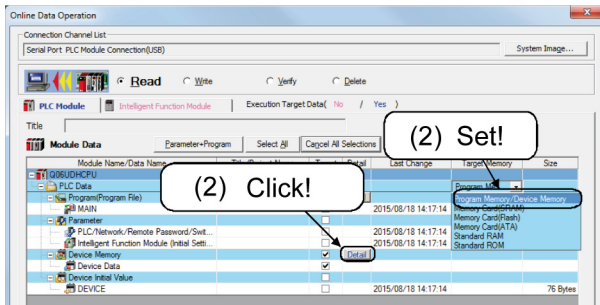 Online Data Operation
Connection Channel List
Serial Port PLC Module Connection(USB)
System Image...
Read Write Verify Delete
PLC Module Intelligent Function Module Execution Target Data( No / Yes )
Title
Module Data Parameter+Program Select All Cancel All Selections
(2) Set!
Module Name/Data Name Detail Last Change Target Memory Size
Q06UDHCPU
PLC Data Program M
Program(Program File) Program Memory/Device Memory
(2) Click!
MAIN 2015/08/18 14:17:14 Memory Card(SRAM)
Memory Card(Flash)
Parameter Memory Card(ATA)
PLC/Network/Remote Password/Swit... 2015/08/18 14:17:14 Standard RAM
Intelligent Function Module (Initial Setti... 2015/08/18 14:17:14 Standard ROM
Device Memory Detail
Device Data
Device Initial Value
DEVICE 2015/08/18 14:17:14 76 Bytes